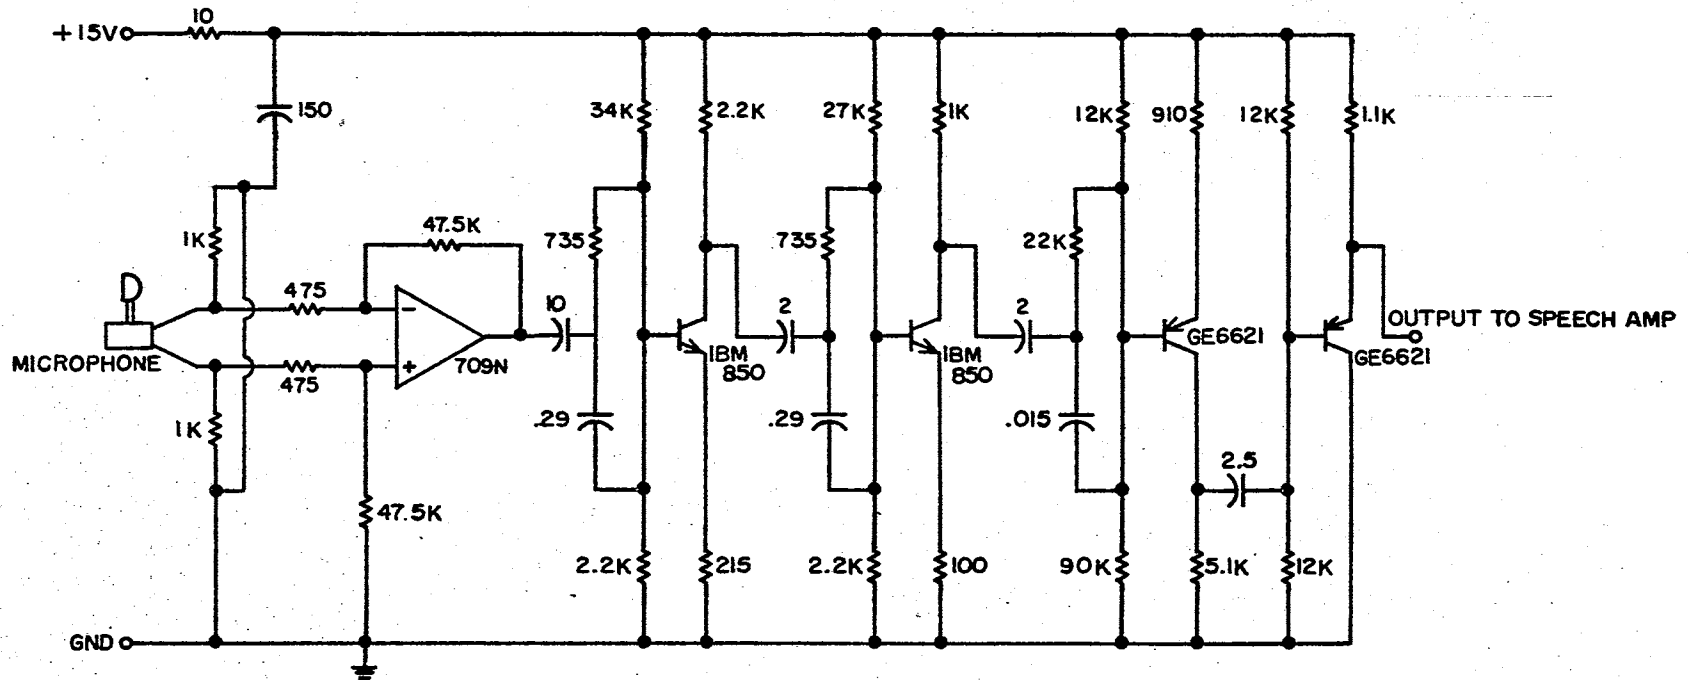 10
+15V
150
34K
2.2K
27K
1K
12K
910
12K
1.1K
1K
47.5K
735
735
22K
475
10
2
2
OUTPUT TO SPEECH AMP
MICROPHONE
475
709N
IBM
850
IBM
850
GE6621
GE6621
1K
.29
.29
.015
2.5
47.5K
2.2K
215
2.2K
100
90K
5.1K
12K
GND
-
+